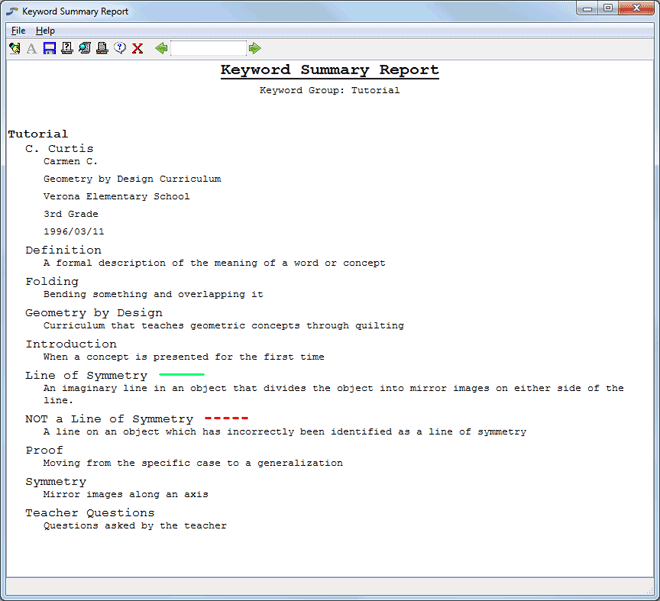 Keyword Summary Report
File Help
Keyword Summary Report
Keyword Group: Tutorial
Tutorial
C. Curtis
Carmen C.
Geometry by Design Curriculum
Verona Elementary School
3rd Grade
1996/03/11
Definition
A formal description of the meaning of a word or concept
Folding
Bending something and overlapping it
Geometry by Design
Curriculum that teaches geometric concepts through quilting
Introduction
When a concept is presented for the first time
Line of Symmetry
An imaginary line in an object that divides the object into mirror images on either side of the
line.
NOT a Line of Symmetry
A line on an object which has incorrectly been identified as a line of symmetry
Proof
Moving from the specific case to a generalization
Symmetry
Mirror images along an axis
Teacher Questions
Questions asked by the teacher